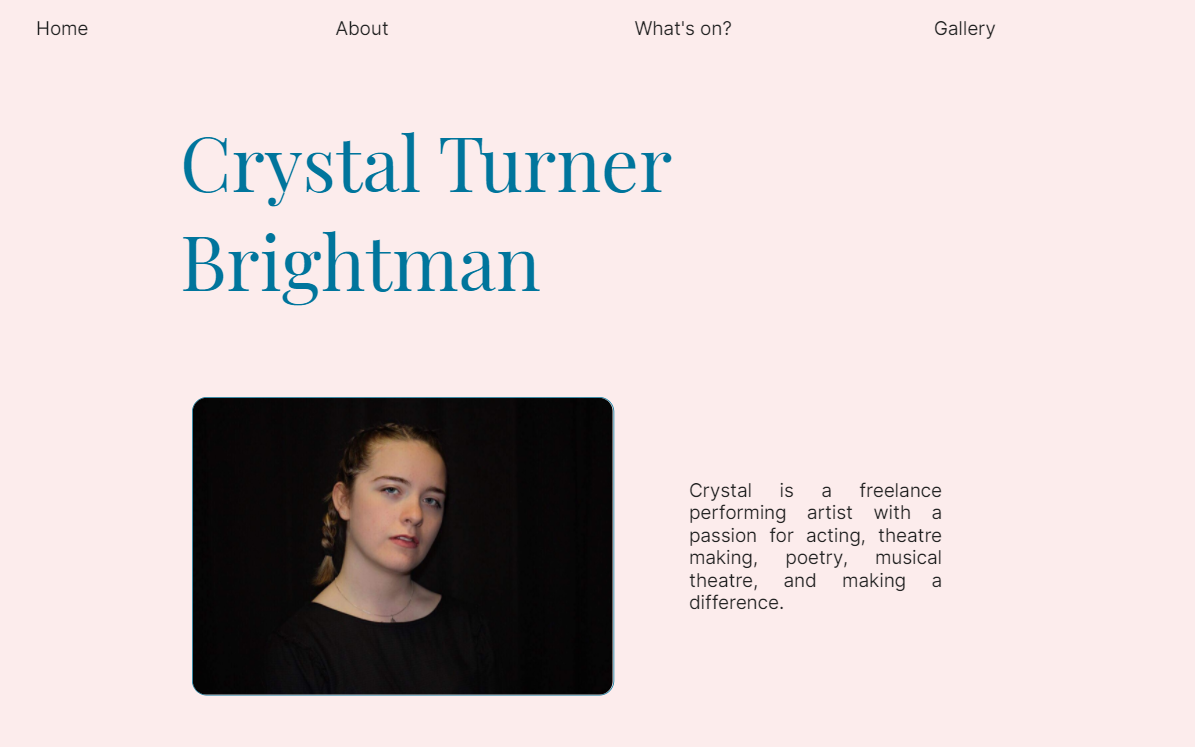 Home
About
What's on?
Gallery
Crystal Turner
Brightman
Crystal is a freelance
performing artist with a
passion for acting, theatre
making, poetry, musical
theatre, and making a
difference.